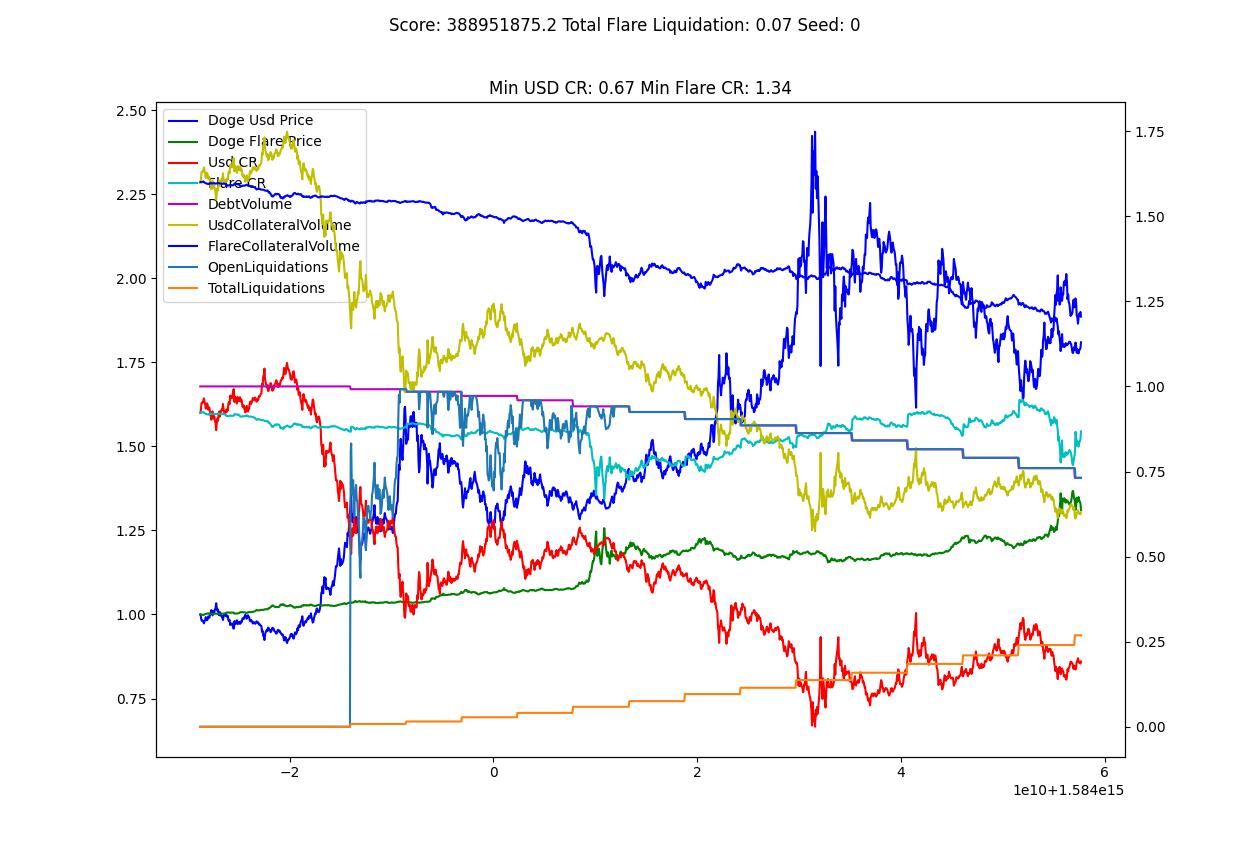 Score: 388951875.2 Total Flare Liquidation: 0.07 Seed: 0
Min USD CR: 0.67 Min Flare CR: 1.34
Doge Usd Price
Doge Flare Price
Usd CR
Flare CR
DebtVolume
UsdCollateralVolume
FlareCollateralVolume
OpenLiquidations
TotalLiquidations
2.50
2.25
2.00
1.75
1.50
1.25
1.00
0.75
1.75
1.50
1.25
1.00
0.75
0.50
0.25
0.00
−2 0 2 4 6
1e10+1.584e15